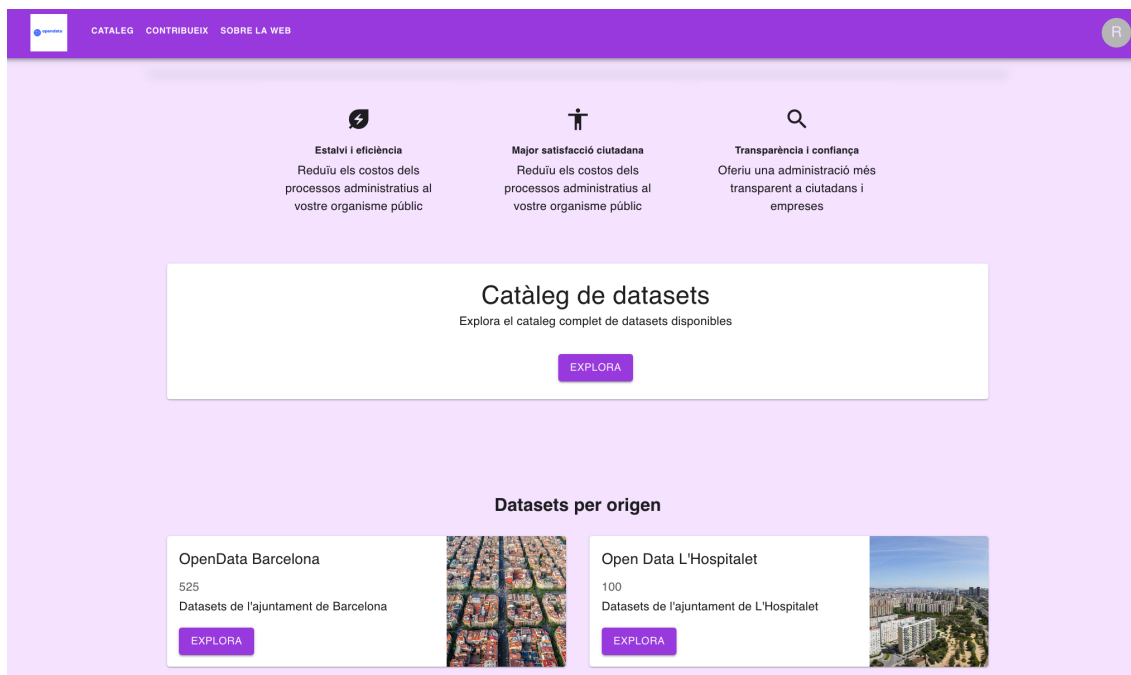 opendata
CATALEG CONTRIBUEIX SOBRE LA WEB
R
Estalvi i eficiència
Reduïu els costos dels
processos administratius al
vostre organisme públic
Major satisfacció ciutadana
Reduïu els costos dels
processos administratius al
vostre organisme públic
Transparència i confiança
Oferiu una administració més
transparent a ciutadans i
empreses
Catàleg de datasets
Explora el cataleg complet de datasets disponibles
EXPLORA
Datasets per origen
OpenData Barcelona
525
Datasets de l'ajuntament de Barcelona
EXPLORA
Open Data L'Hospitalet
100
Datasets de l'ajuntament de L'Hospitalet
EXPLORA